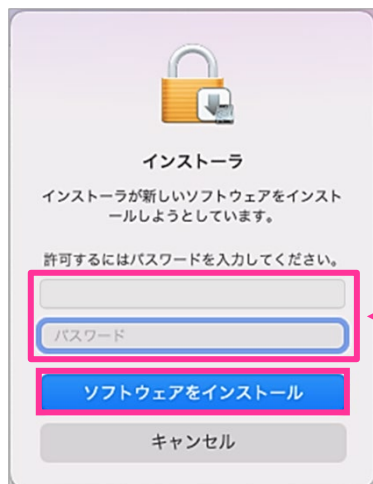 インストーラ
インストーラが新しいソフトウェアをインスト
ールしようとしています。
許可するにはパスワードを入力してください。
パスワード
ソフトウェアをインストール
キャンセル